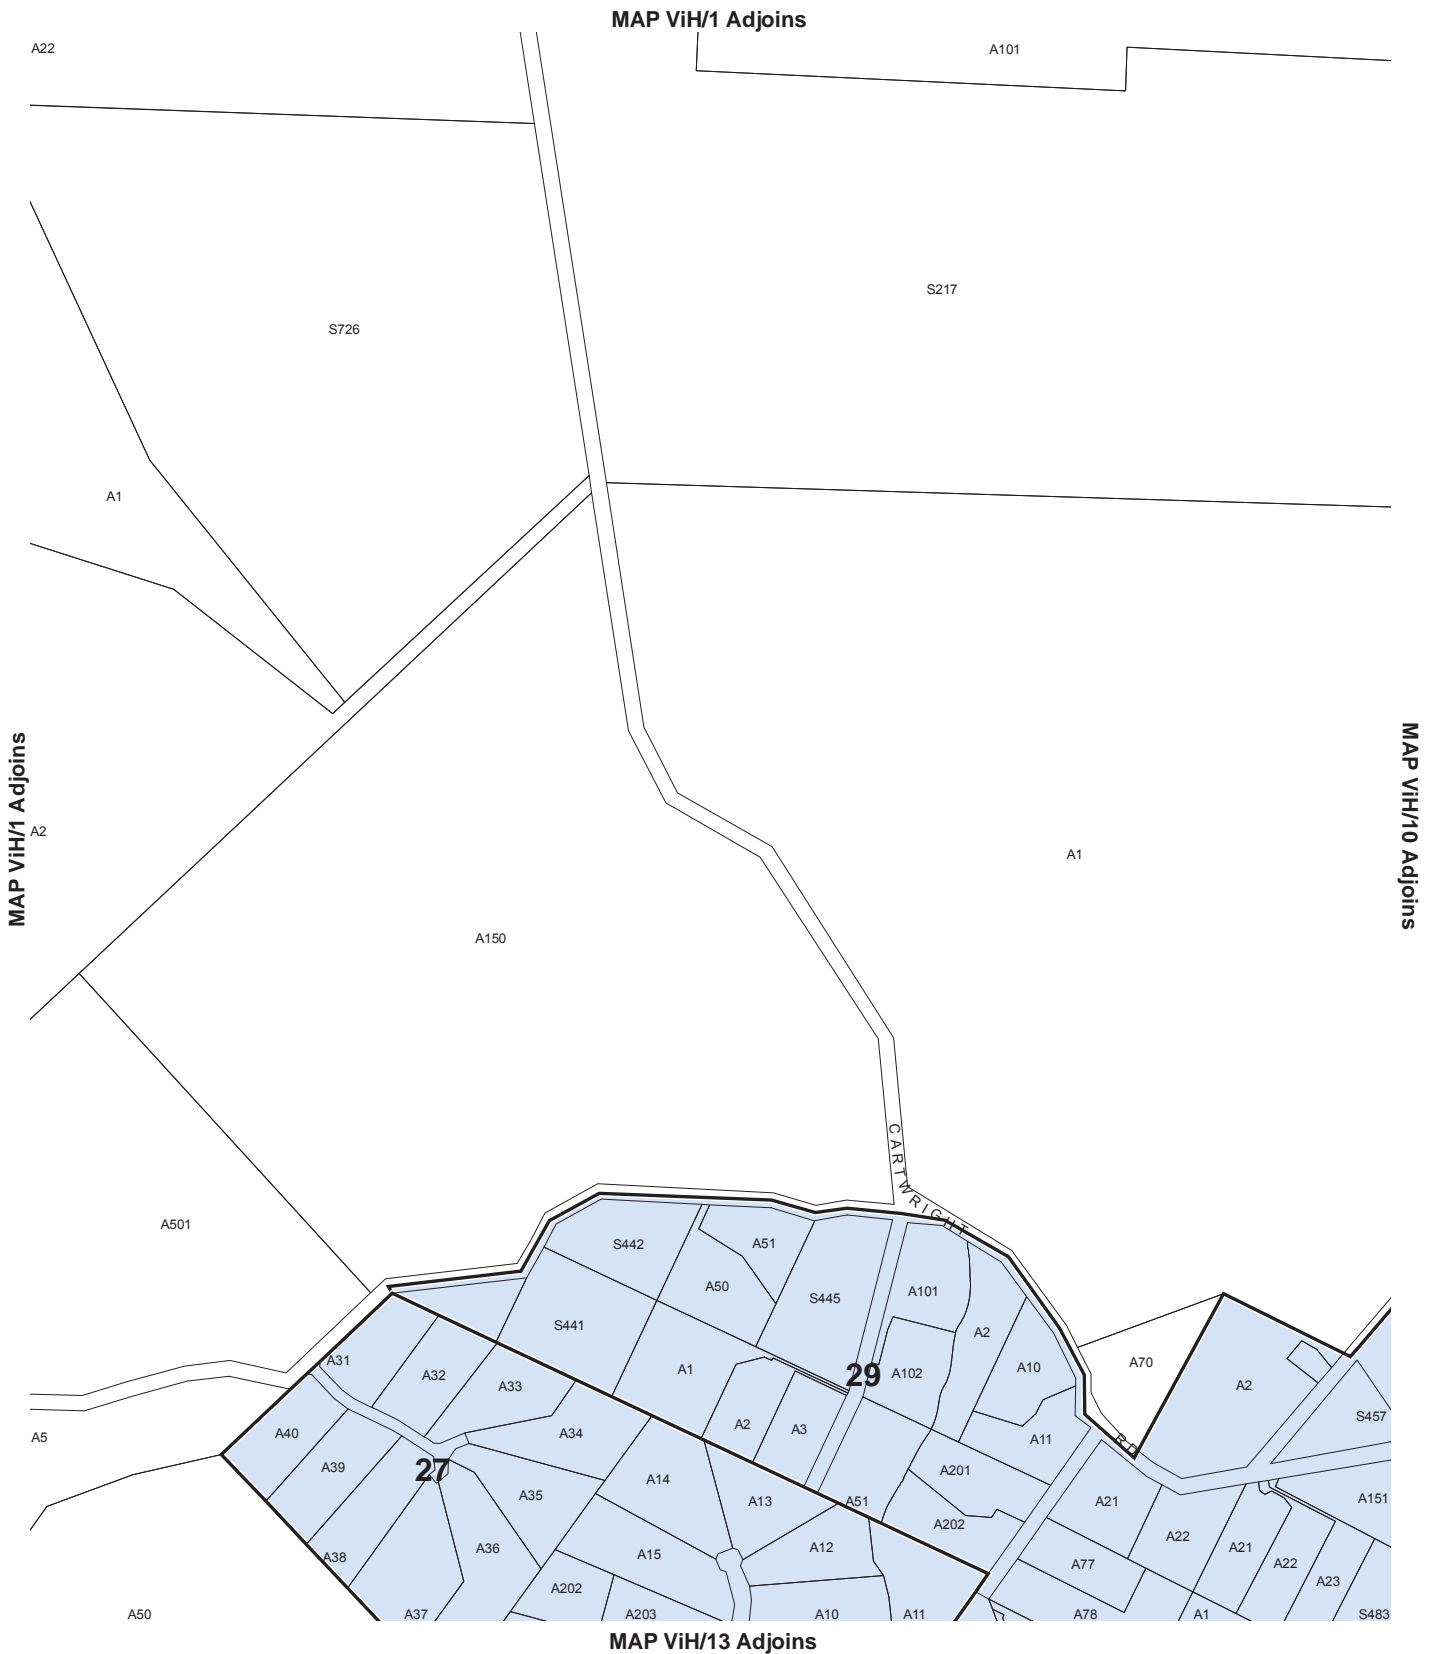 MAP ViH/1 Adjoins
A22
A101
S217
S726
A1
MAP ViH/1 Adjoins
MAP ViH/10 Adjoins
A2
A1
A150
CARTWRIGHT RD
A501
S442
A51
A50
S445
A101
S441
A2
A31
A32
A1
29
A102
A10
A70
A2
A33
S457
A2
A3
A40
A34
A5
A11
A39
27
A14
A201
A35
A13
A51
A21
A151
A202
A22
A36
A12
A21
A38
A15
A77
A22
A23
A202
A50
A37
A203
A10
A11
A78
A1
S483
MAP ViH/13 Adjoins